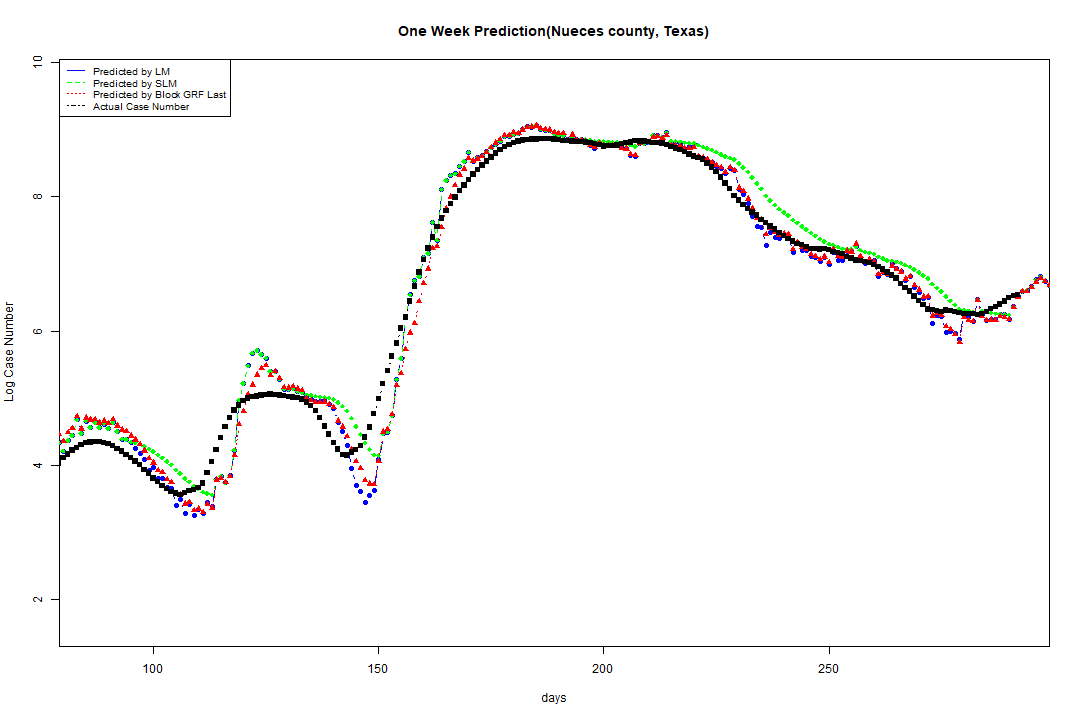 One Week Prediction(Nueces county, Texas)
Predicted by LM
Predicted by SLM
Predicted by Block GRF Last
Actual Case Number
Log Case Number
10
8
6
4
2
100 150 200 250
days